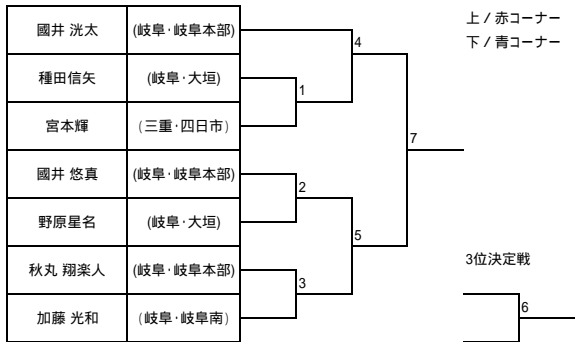 國井 洸太 (岐阜・岐阜本部)
種田信矢 (岐阜・大垣)
宮本輝 (三重・四日市)
國井 悠真 (岐阜・岐阜本部)
野原星名 (岐阜・大垣)
秋丸 翔楽人 (岐阜・岐阜本部)
加藤 光和 (岐阜・岐阜南)
4
1
7
2
5
3
上 / 赤コーナー
下 / 青コーナー
3位決定戦
6